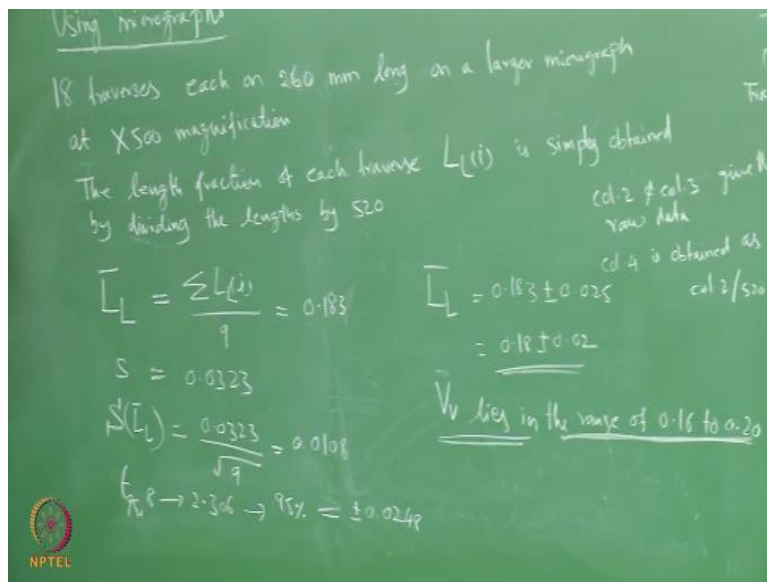 Using micrographs
18 traverses each on 260 mm long on a larger micrograph
at X500 magnification
Tra
The length fraction of each traverse L_L(i) is simply obtained
by dividing the lengths by 520
col.2 & col.3 give
raw data
col 4 is obtained as
col.2/520
L̄_L = ΣL_L(i) / 9 = 0.183
S = 0.0323
S(L̄_L) = 0.0323 / √9 = 0.0108
t 8 → 2.306 → 95% = ±0.0248
L̄_L = 0.183 ± 0.025
= 0.18 ± 0.02
V_V lies in the range of 0.16 to 0.20
NPTEL